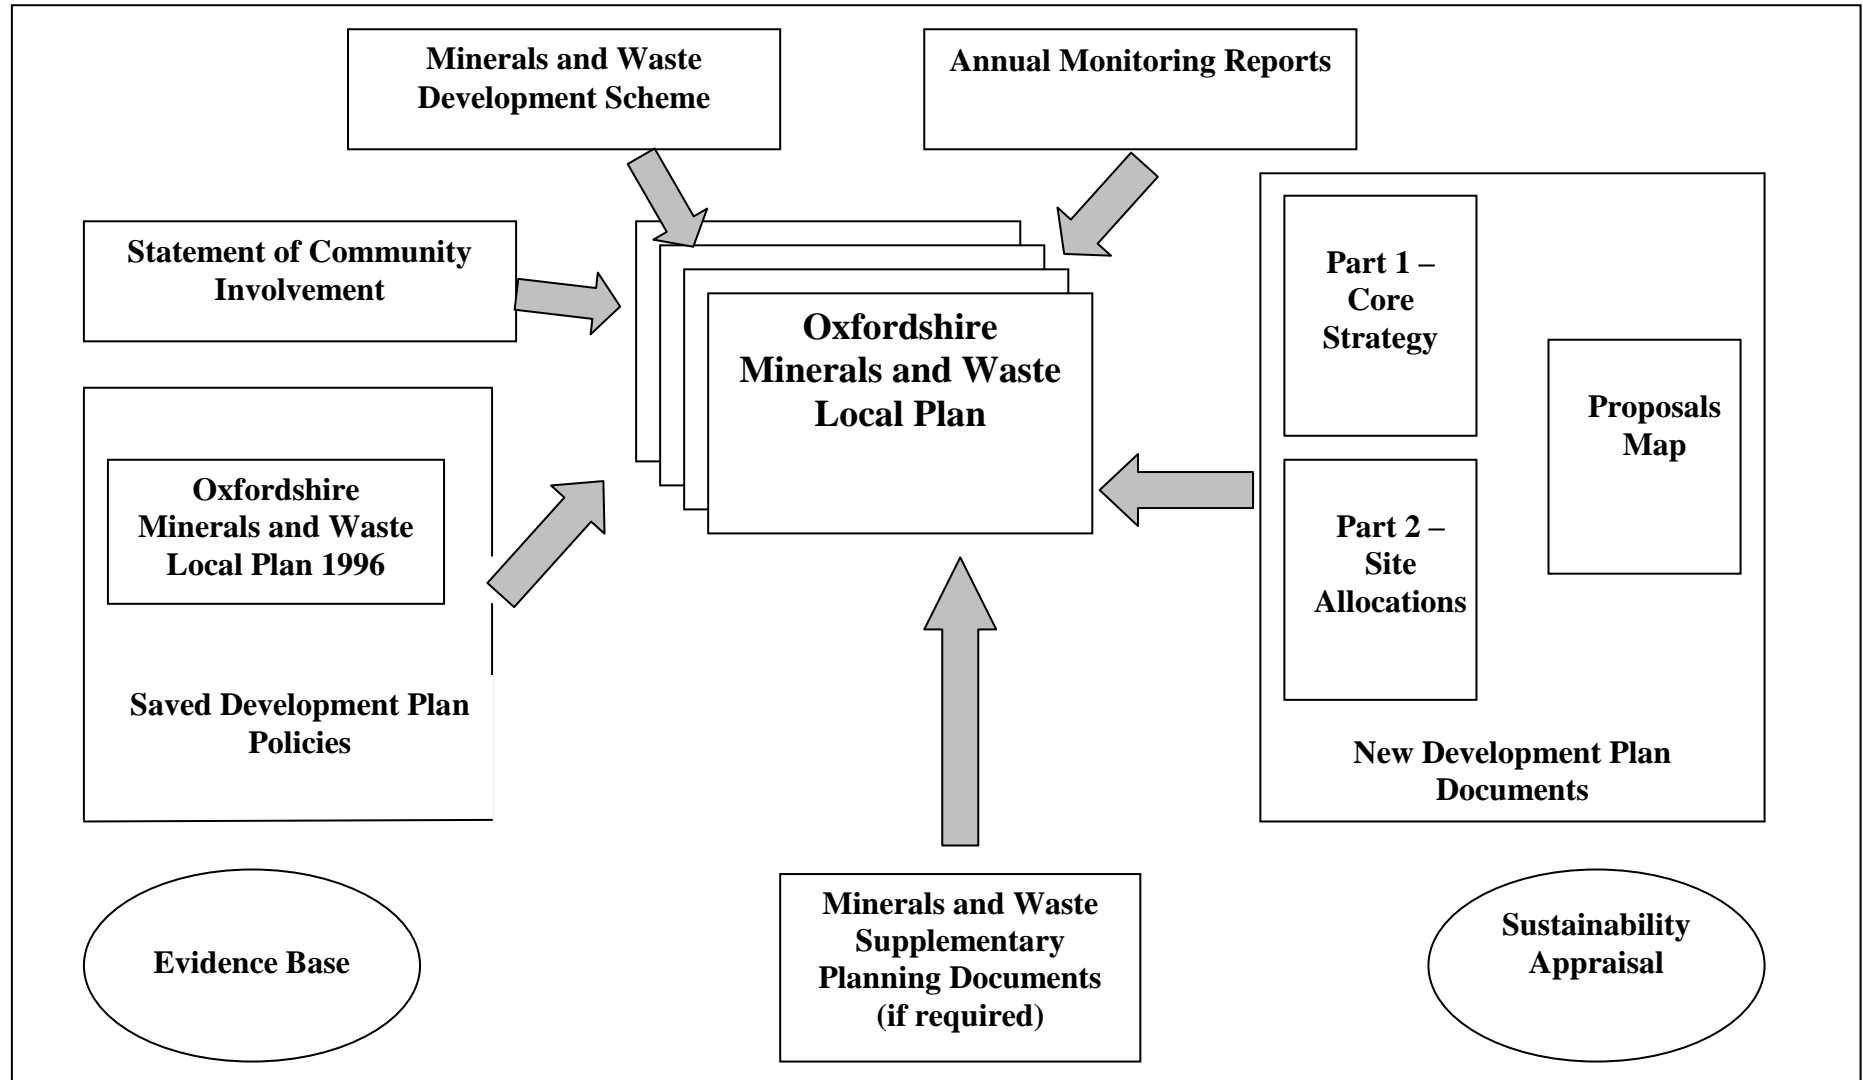 Minerals and Waste
Development Scheme
Annual Monitoring Reports
Statement of Community
Involvement
Oxfordshire
Minerals and Waste
Local Plan
Part 1 –
Core
Strategy
Proposals
Map
Oxfordshire
Minerals and Waste
Local Plan 1996
Part 2 –
Site
Allocations
Saved Development Plan
Policies
New Development Plan
Documents
Evidence Base
Minerals and Waste
Supplementary
Planning Documents
(if required)
Sustainability
Appraisal